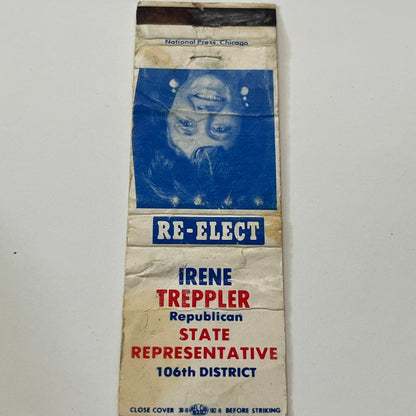 National Press, Chicago
RE-ELECT
IRENE
TREPPLER
Republican
STATE
REPRESENTATIVE
106th DISTRICT
CLOSE COVER BEFORE STRIKING